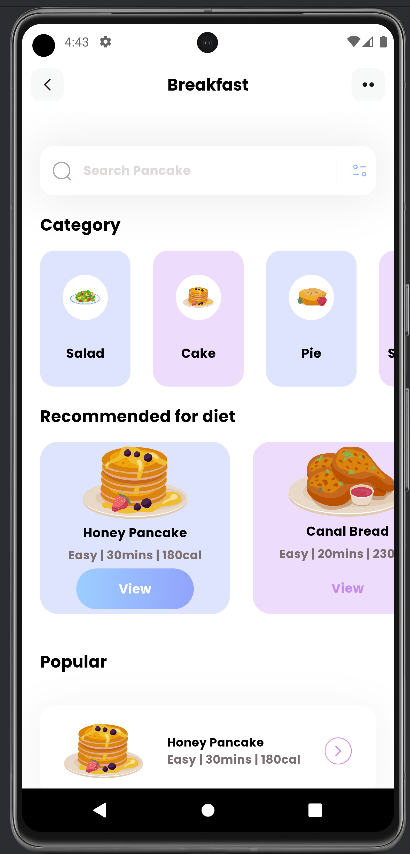 4:43
Breakfast
Search Pancake
Category
Salad
Cake
Pie
S
Recommended for diet
Honey Pancake
Easy | 30mins | 180cal
View
Canai Bread
Easy | 20mins | 230
View
Popular
Honey Pancake
Easy | 30mins | 180cal